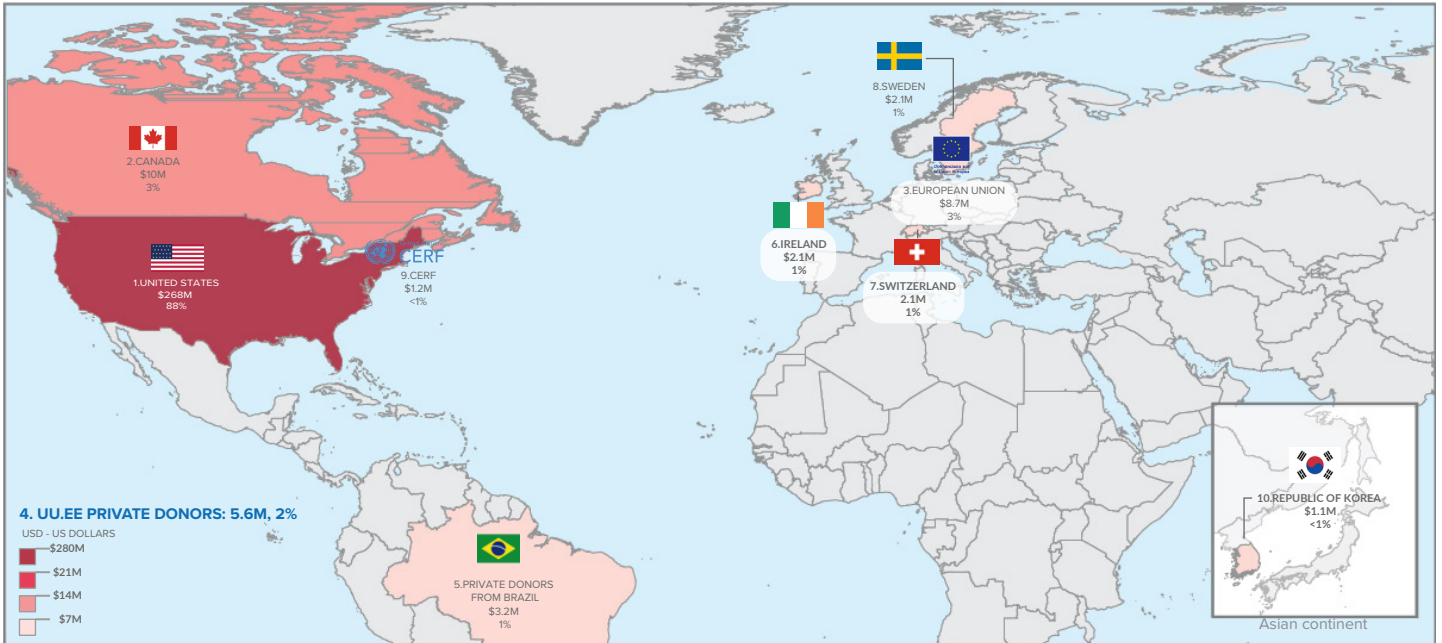 8.SWEDEN
$2.1M
1%
2.CANADA
$10M
3%
3.EUROPEAN UNION
$8.7M
3%
6.IRELAND
$2.1M
1%
CERF
9.CERF
$1.2M
<1%
1.UNITED STATES
$268M
88%
7.SWITZERLAND
2.1M
1%
10.REPUBLIC OF KOREA
$1.1M
<1%
Asian continent
4. UU.EE PRIVATE DONORS: 5.6M, 2%
USD - US DOLLARS
$280M
$21M
$14M
$7M
5.PRIVATE DONORS
FROM BRAZIL
$3.2M
1%